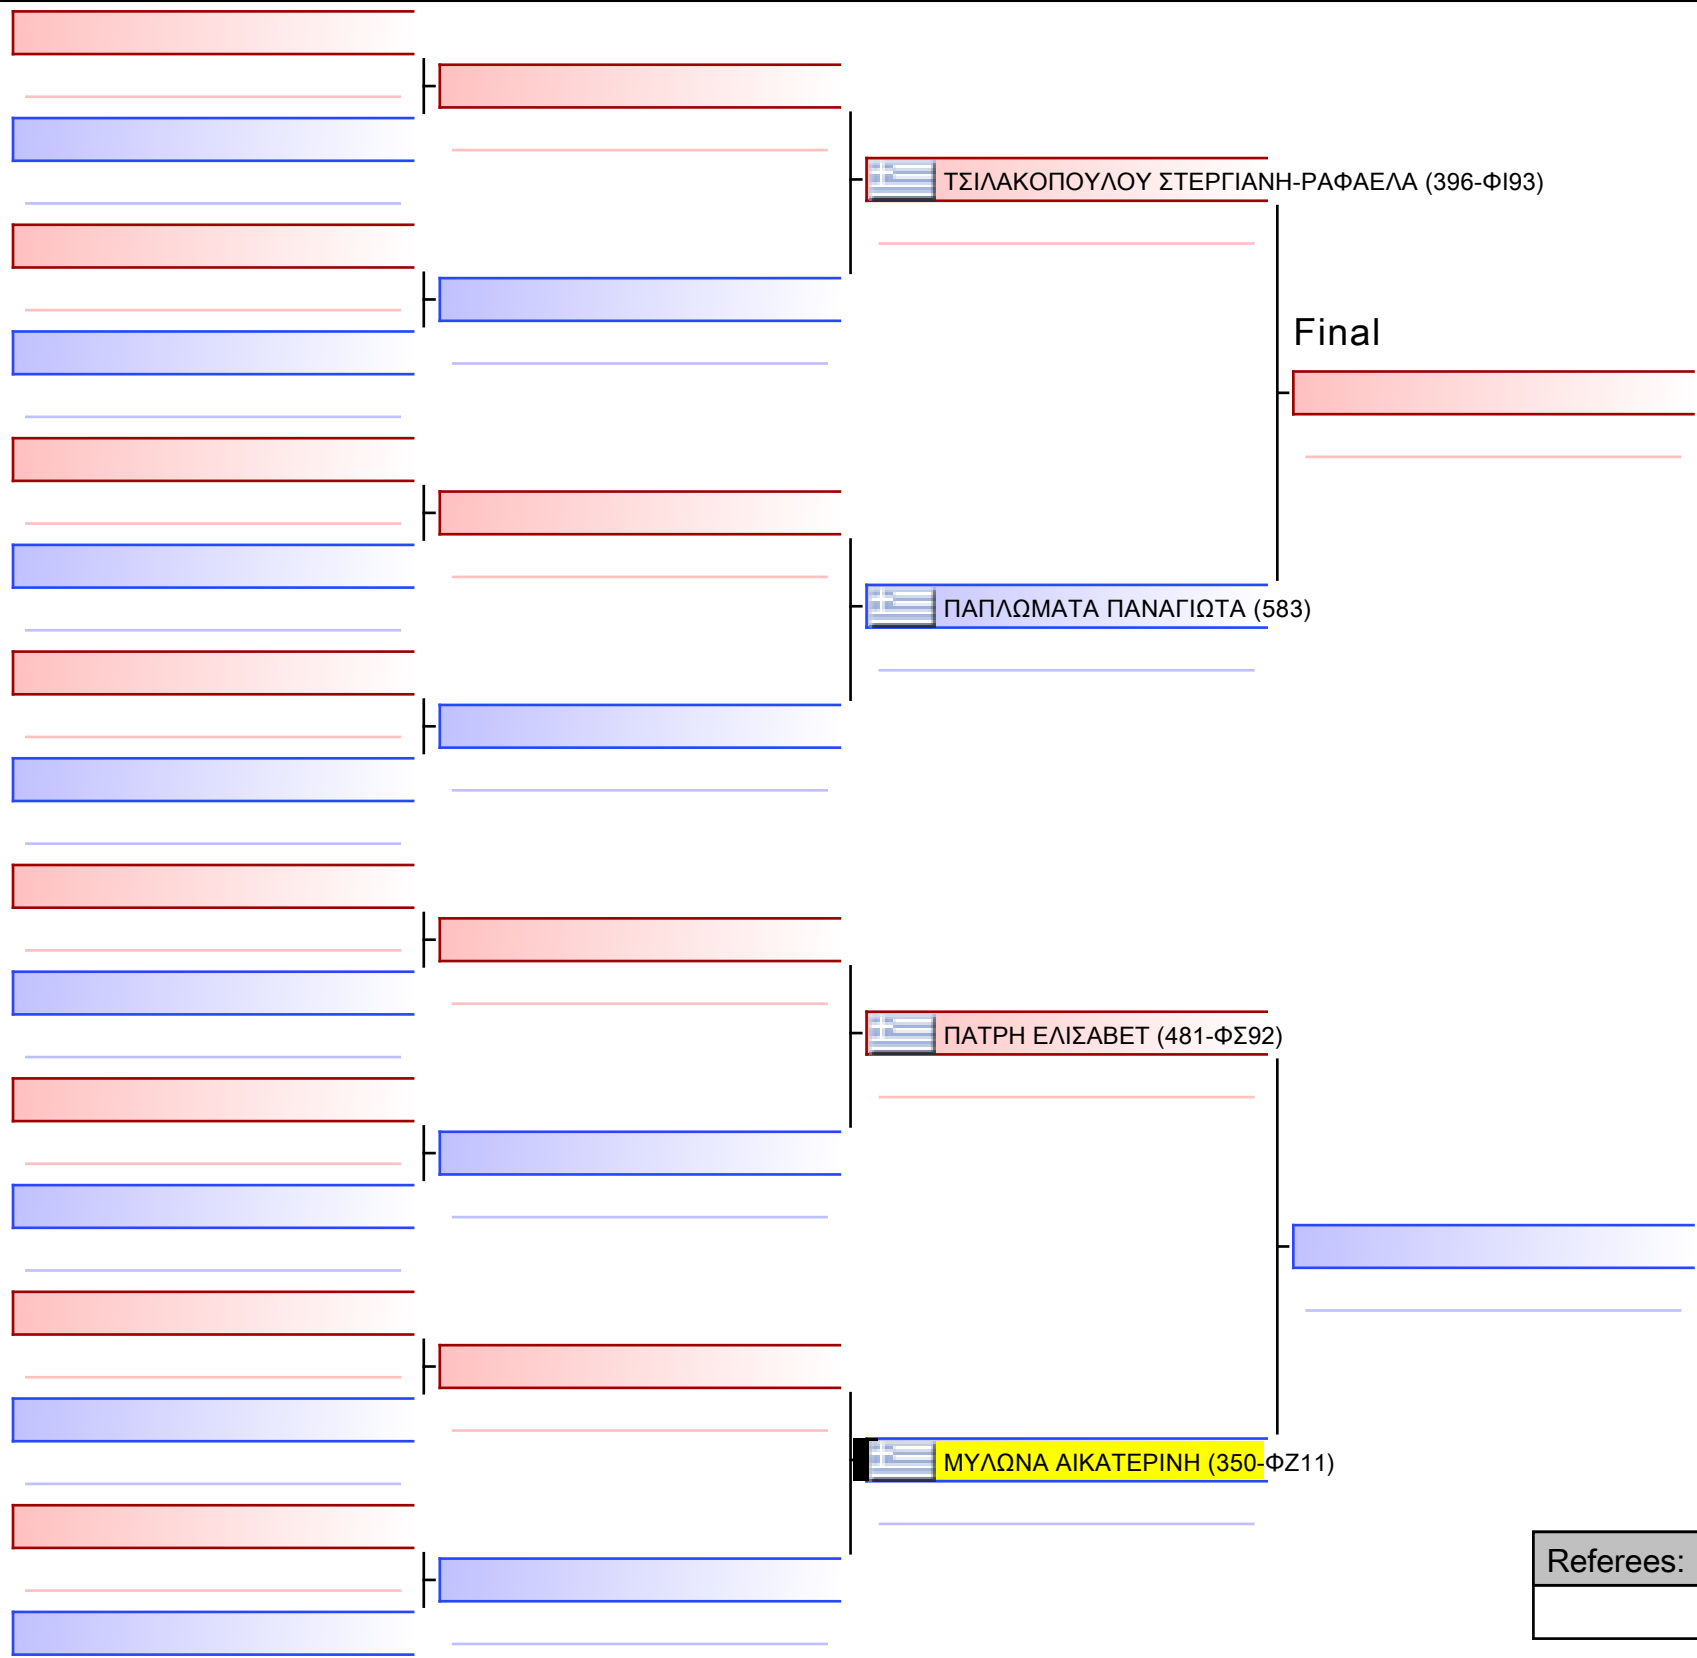 ΤΣΙΛΑΚΟΠΟΥΛΟΥ ΣΤΕΡΓΙΑΝΗ-ΡΑΦΑΕΛΑ (396-ΦΙ93)
Final
ΠΑΠΛΩΜΑΤΑ ΠΑΝΑΓΙΩΤΑ (583)
ΠΑΤΡΗ ΕΛΙΣΑΒΕΤ (481-ΦΣ92)
ΜΥΛΩΝΑ ΑΙΚΑΤΕΡΙΝΗ (350-ΦΖ11)
Referees: